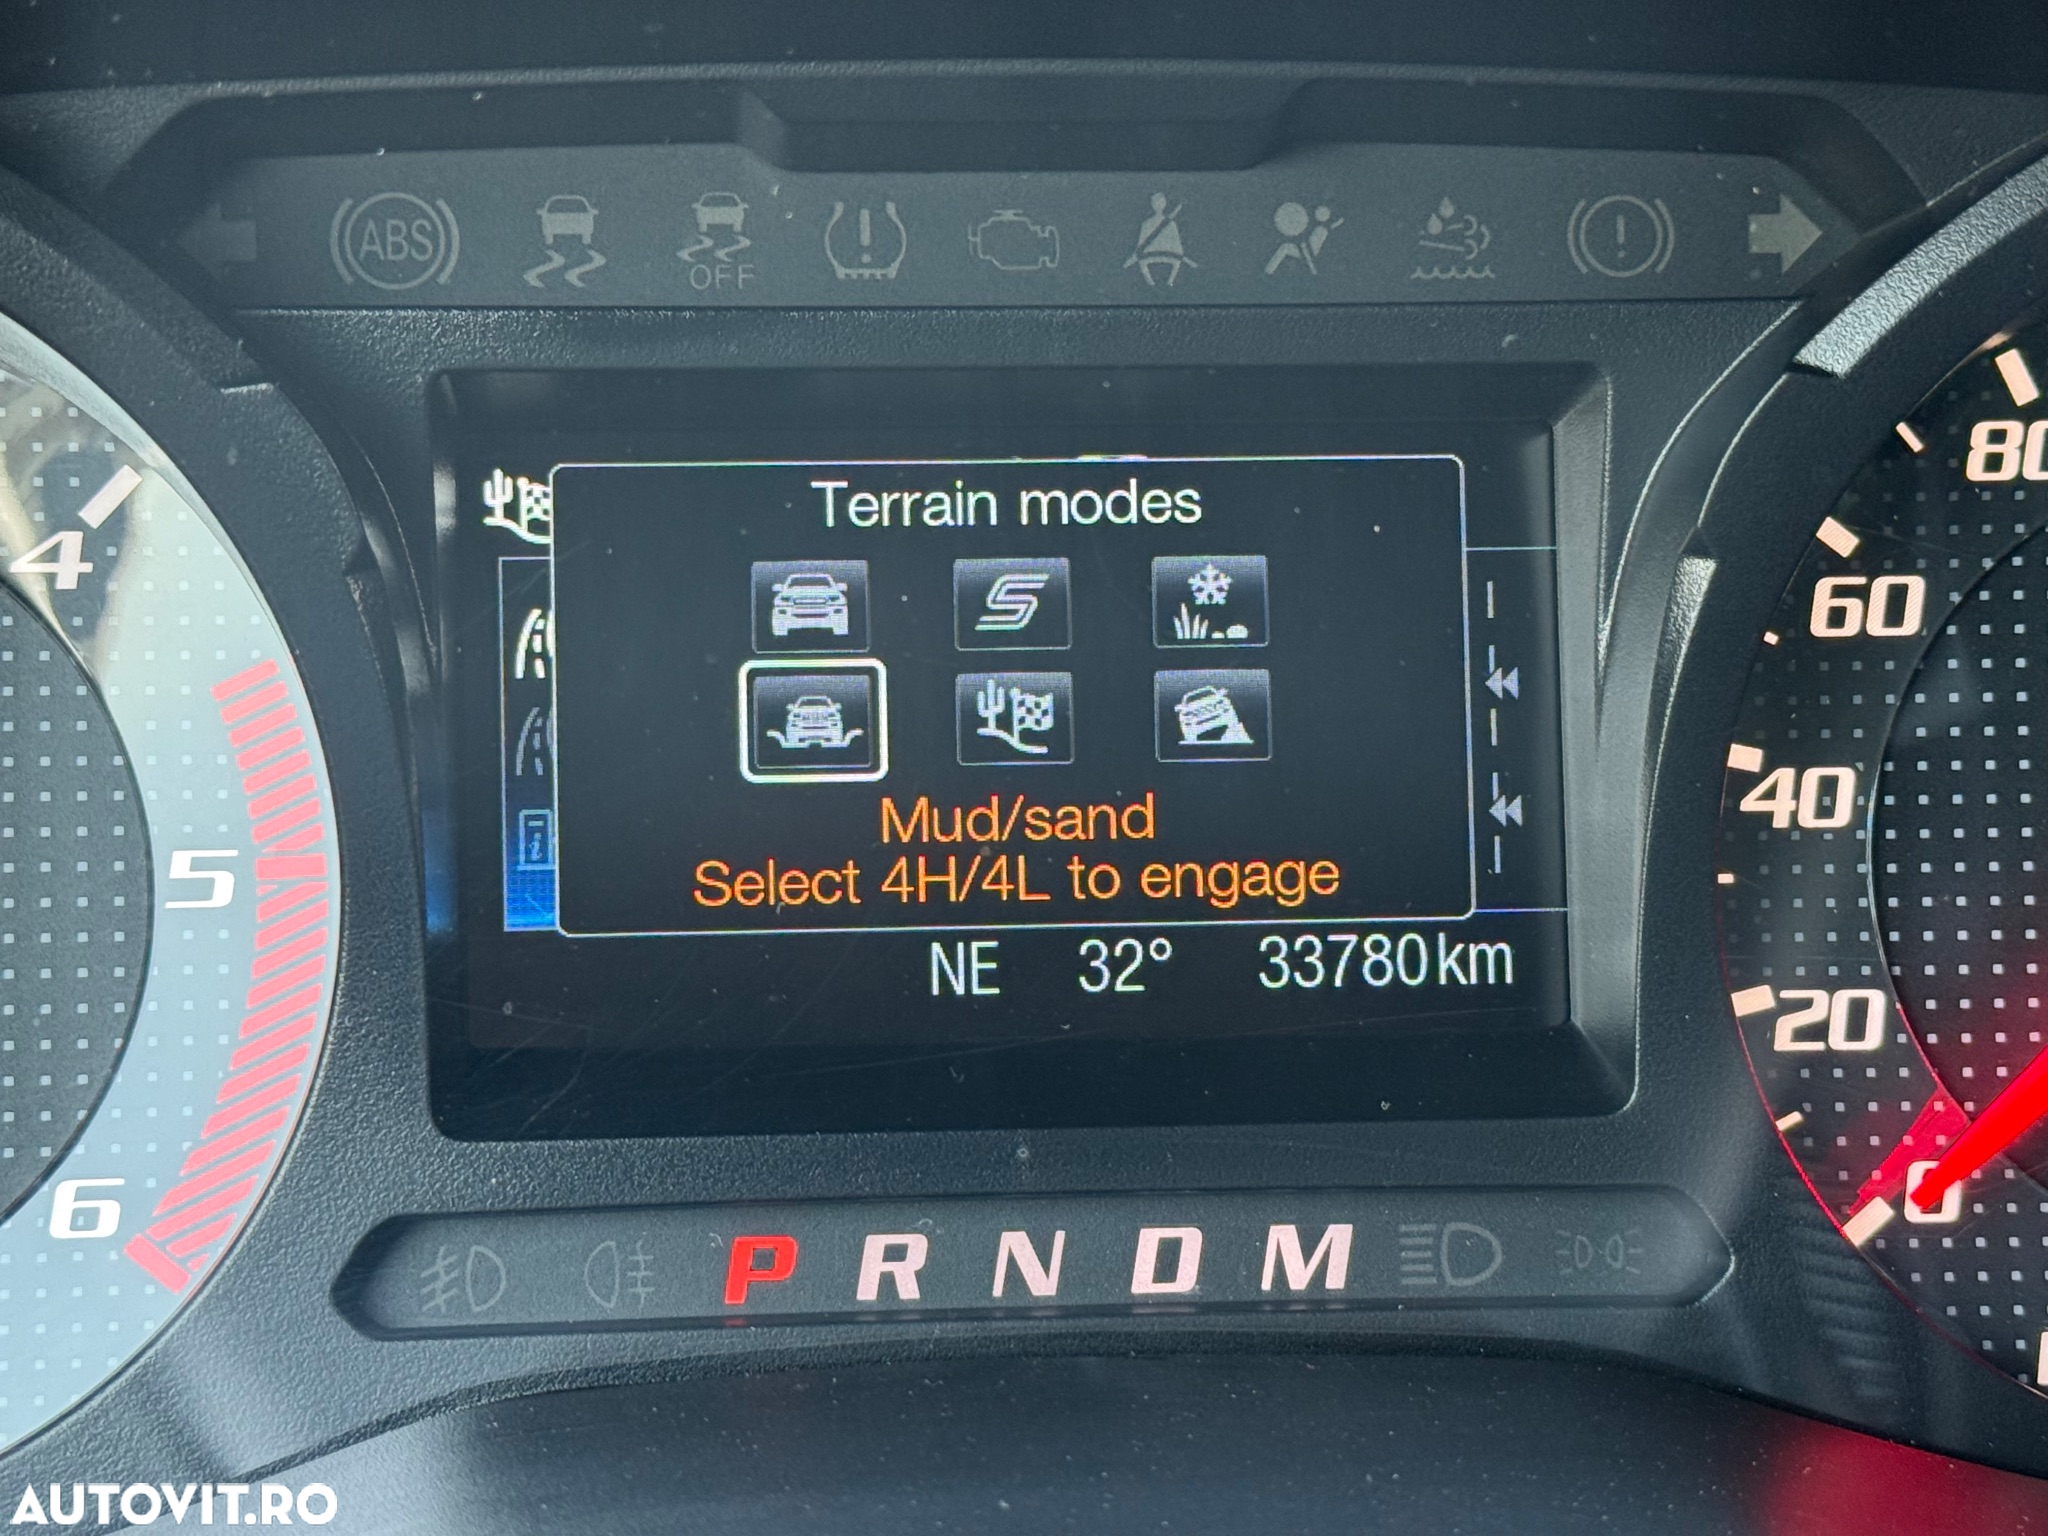 ABS
OFF
Terrain modes
S
Mud/sand
Select 4H/4L to engage
NE 32° 33780km
4
5
6
80
60
40
20
0
P R N D M
AUTOVIT.RO